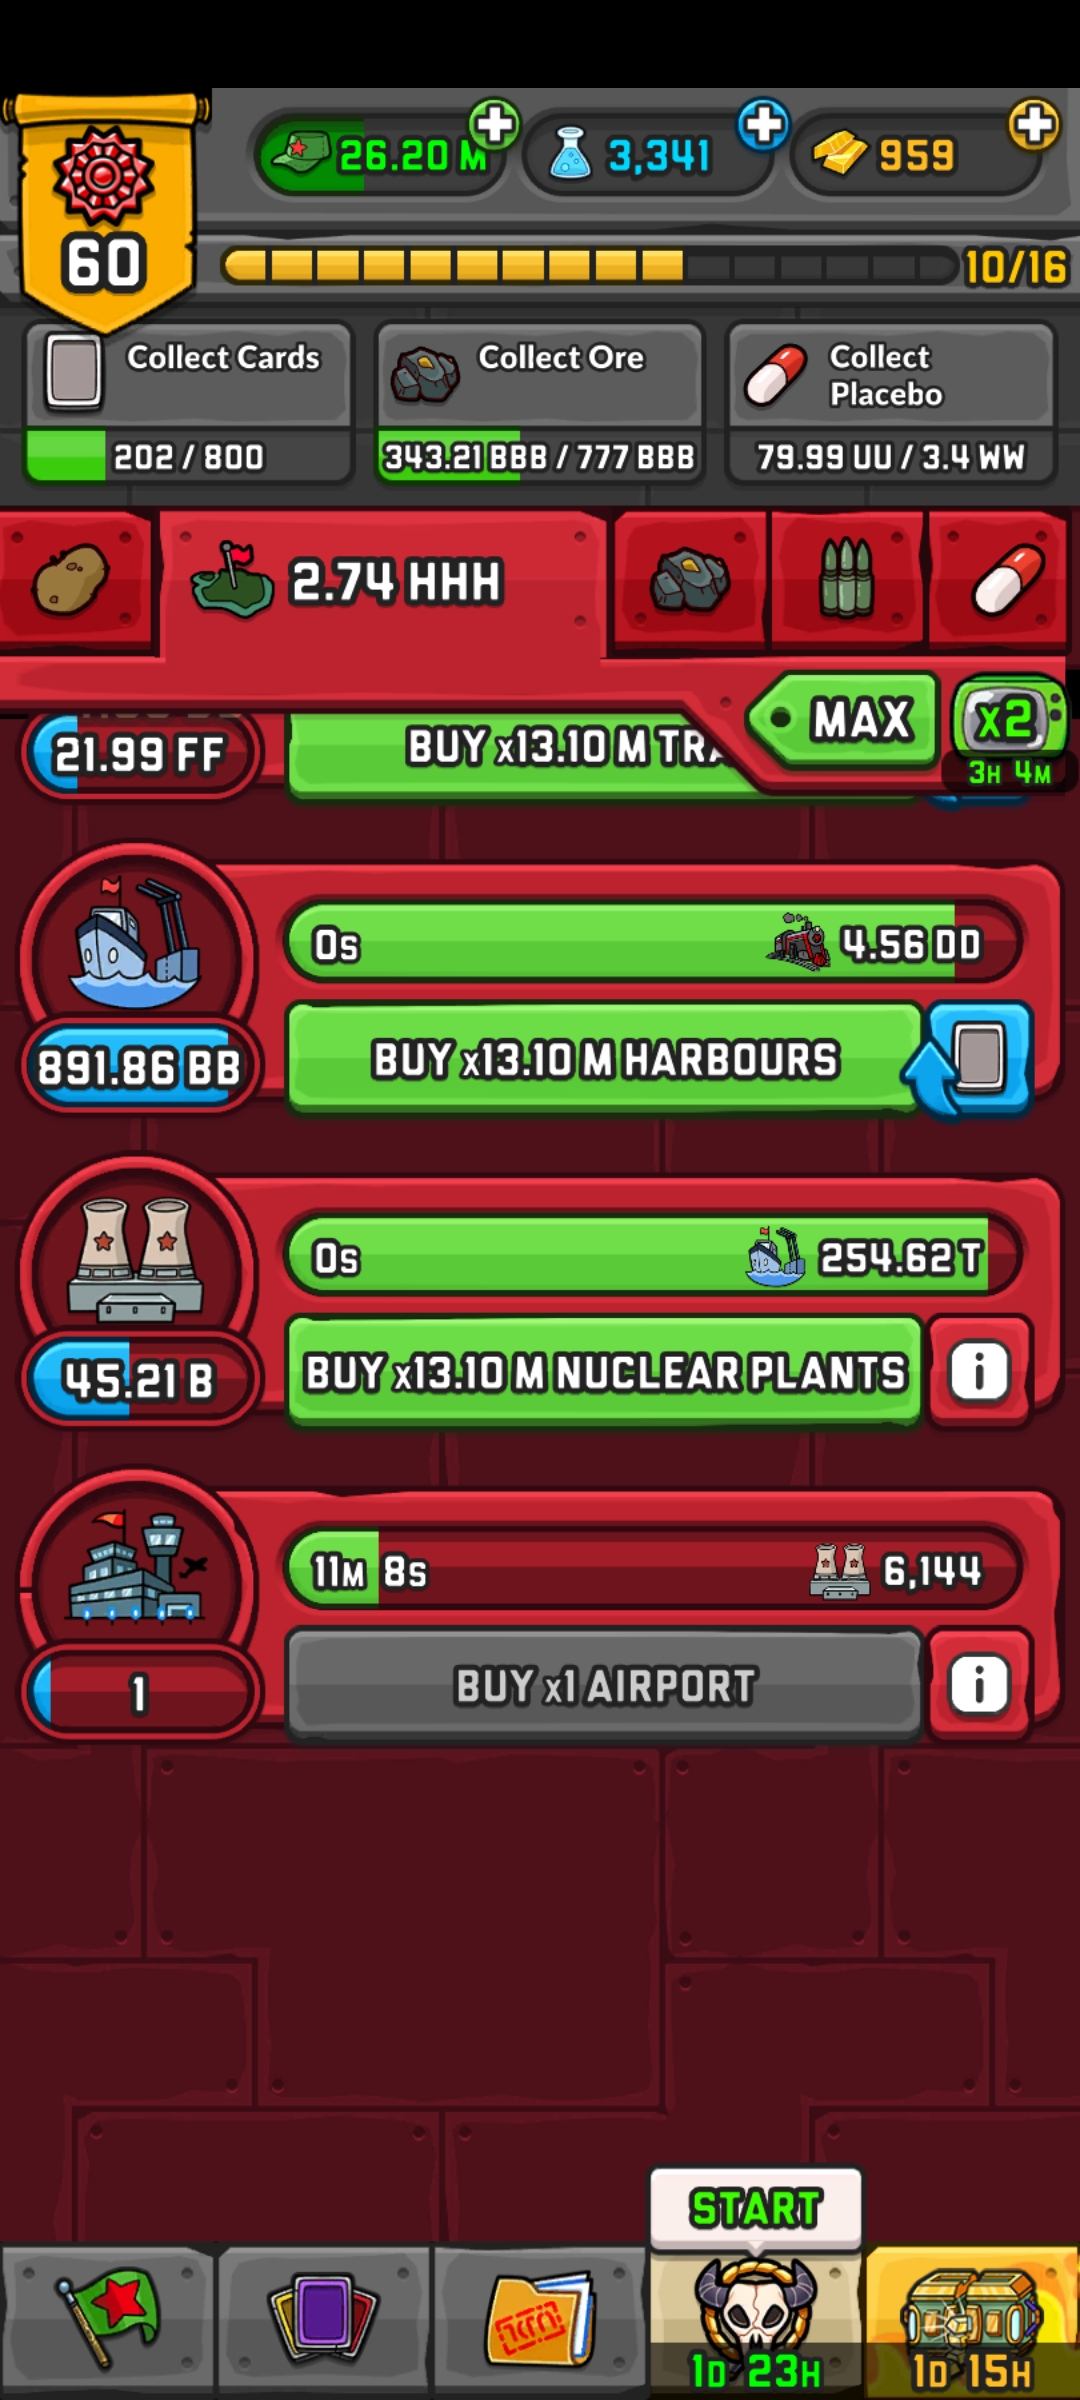 26.20 M
3,341
959
60
10/16
Collect Cards
202 / 800
Collect Ore
343.21 BBB / 777 BBB
Collect
Placebo
79.99 UU / 3.4 WW
2.74 HHH
MAX
x2
3H 4M
21.99 FF
BUY x13.10 M
0s
4.56 DD
891.86 BB
BUY x13.10 M HARBOURS
0s
254.62 T
45.21 B
BUY x13.10 M NUCLEAR PLANTS
i
11M 8s
6,144
1
BUY x1 AIRPORT
i
START
1D 23H
1D 15H